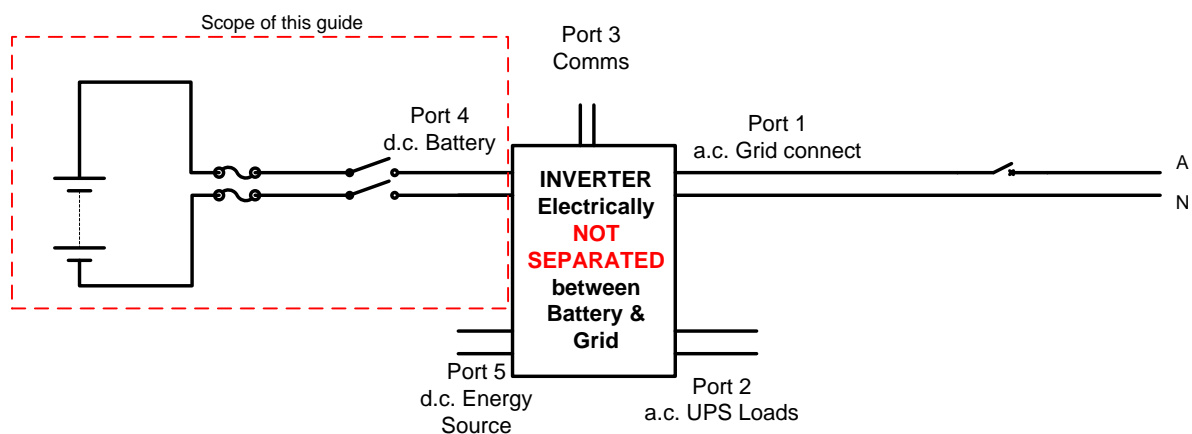 Scope of this guide
Port 3
Comms
Port 4
d.c. Battery
Port 1
a.c. Grid connect
A
N
INVERTER
Electrically
NOT
SEPARATED
between
Battery &
Grid
Port 5
d.c. Energy
Source
Port 2
a.c. UPS Loads